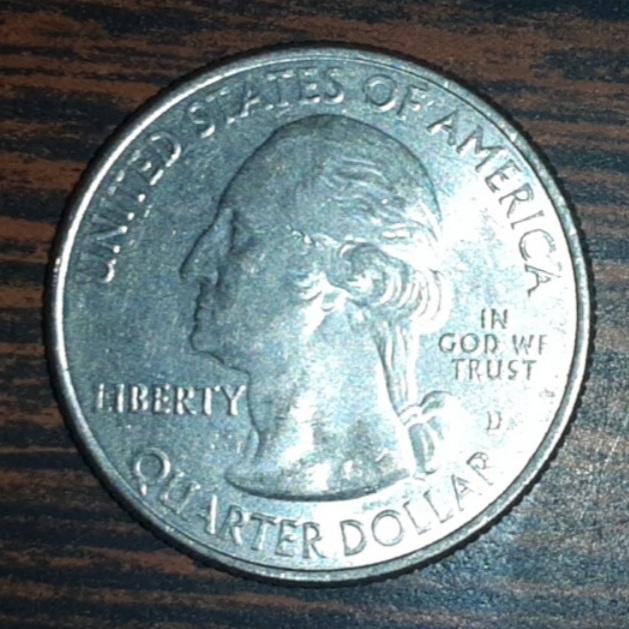 UNITED STATES OF AMERICA
LIBERTY
IN
GOD WE
TRUST
D
QUARTER DOLLAR